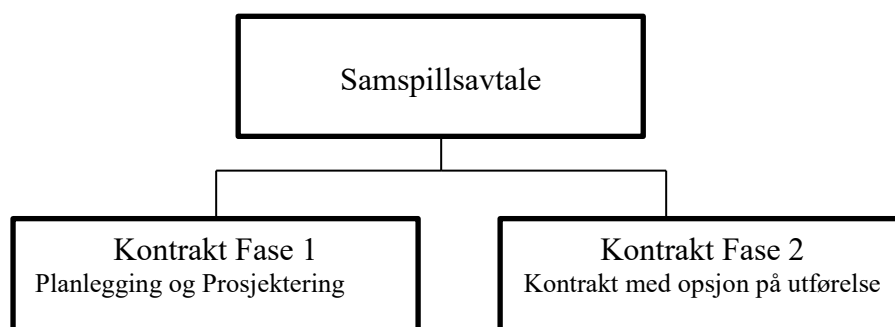 Samspillsavtale
Kontrakt Fase 1
Planlegging og Prosjektering
Kontrakt Fase 2
Kontrakt med opsjon på utførelse